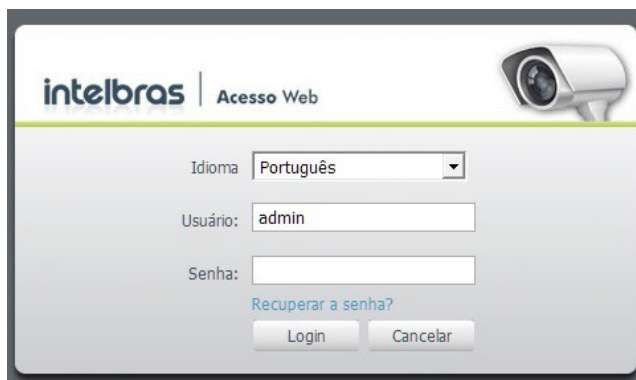 intelbras | Acesso Web
Idioma Português
Usuário: admin
Senha:
Recuperar a senha?
Login Cancelar